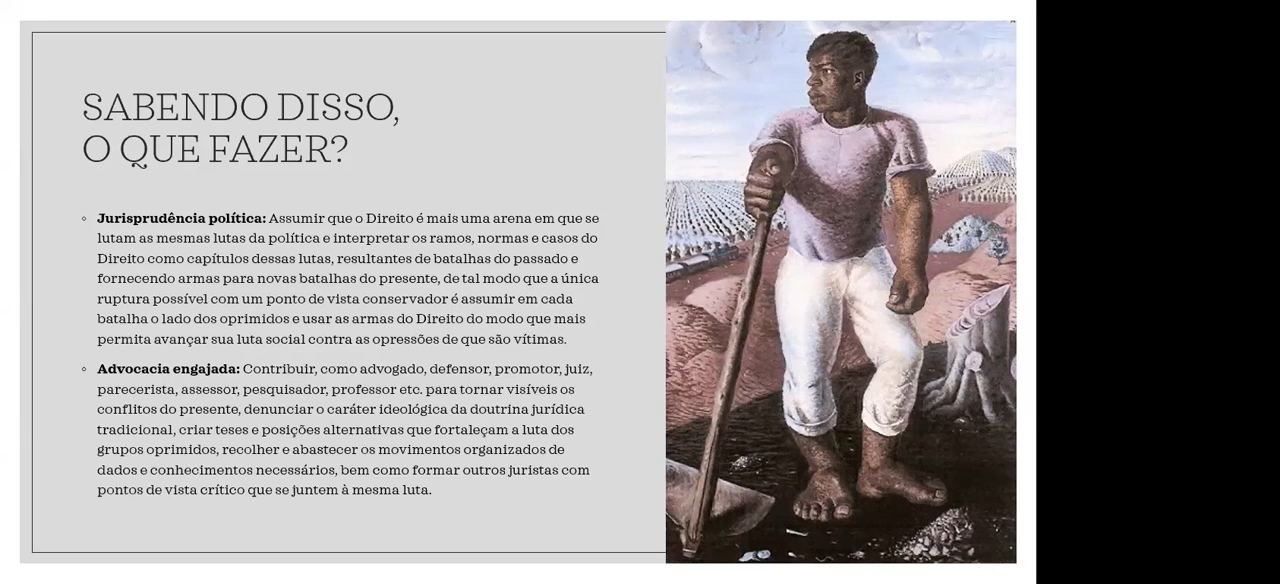 SABENDO DISSO,
O QUE FAZER?
◦ Jurisprudência política: Assumir que o Direito é mais uma arena em que se
lutam as mesmas lutas da política e interpretar os ramos, normas e casos do
Direito como capítulos dessas lutas, resultantes de batalhas do passado e
fornecendo armas para novas batalhas do presente, de tal modo que a única
ruptura possível com um ponto de vista conservador é assumir em cada
batalha o lado dos oprimidos e usar as armas do Direito do modo que mais
permita avançar sua luta social contra as opressões de que são vítimas.
◦ Advocacia engajada: Contribuir, como advogado, defensor, promotor, juiz,
parecerista, assessor, pesquisador, professor etc. para tornar visíveis os
conflitos do presente, denunciar o caráter ideológica da doutrina jurídica
tradicional, criar teses e posições alternativas que fortaleçam a luta dos
grupos oprimidos, recolher e abastecer os movimentos organizados de
dados e conhecimentos necessários, bem como formar outros juristas com
pontos de vista crítico que se juntem à mesma luta.